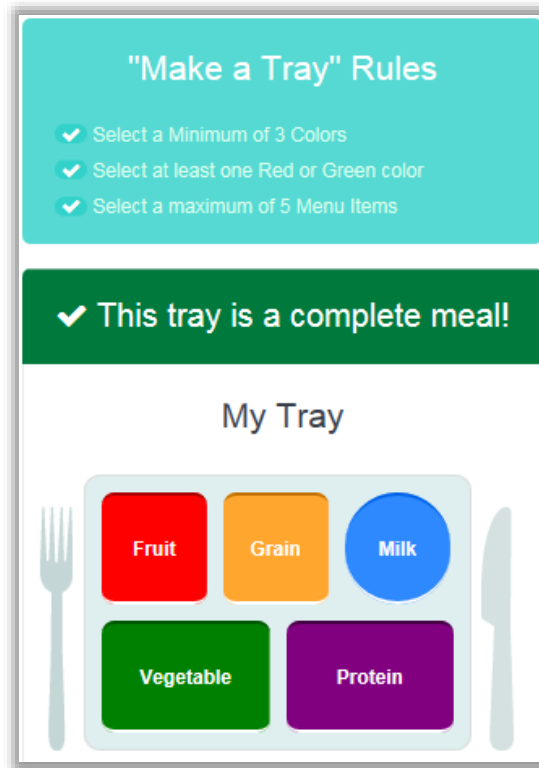 "Make a Tray" Rules
Select a Minimum of 3 Colors
Select at least one Red or Green color
Select a maximum of 5 Menu Items
This tray is a complete meal!
My Tray
Fruit
Grain
Milk
Vegetable
Protein